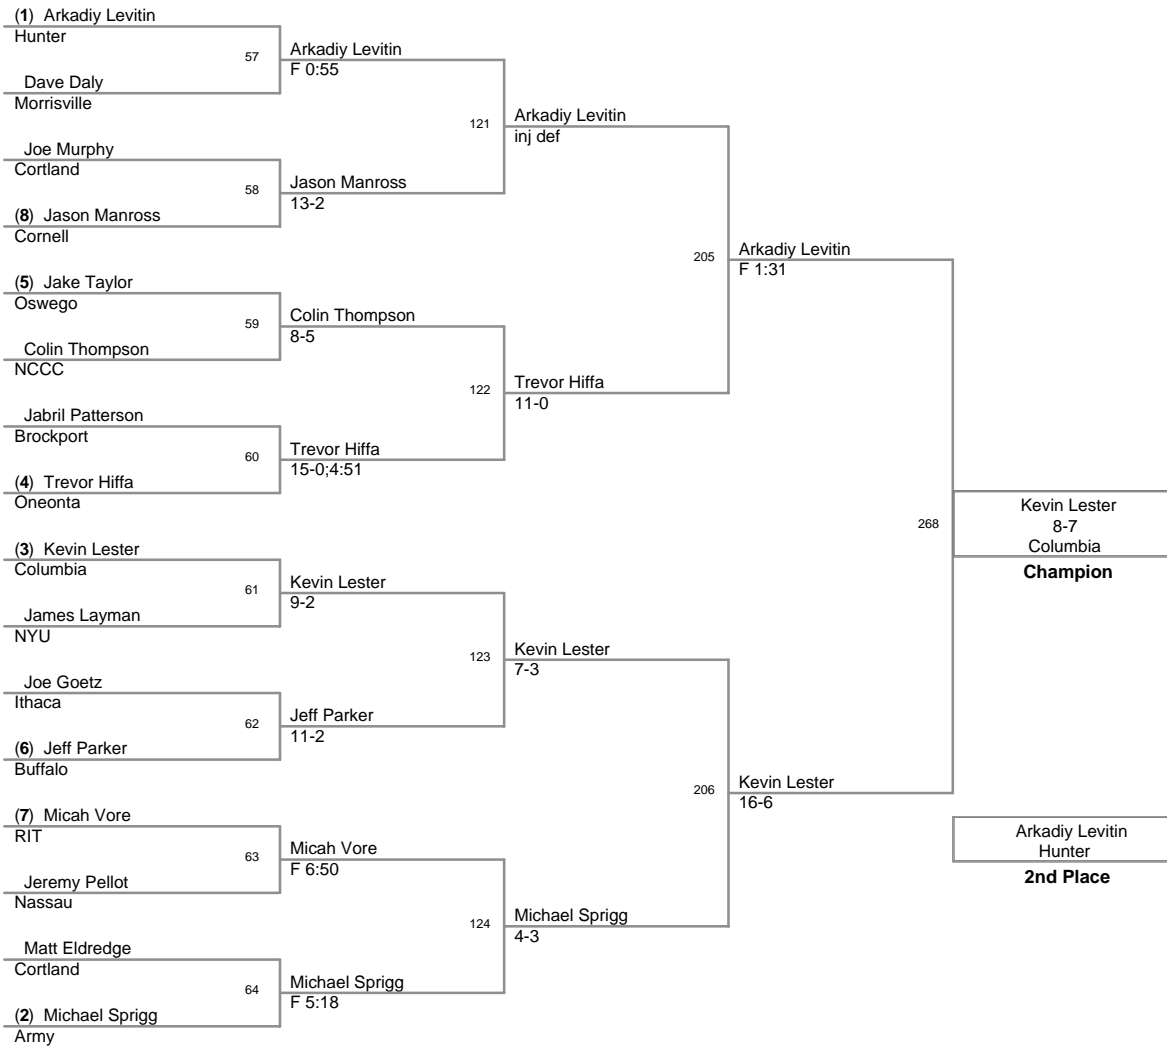 (1) Arkadiy Levitin
Hunter
57
Dave Daly
Morrisville
Joe Murphy
Cortland
58
(8) Jason Manross
Cornell
(5) Jake Taylor
Oswego
59
Colin Thompson
NCCC
Jabril Patterson
Brockport
60
(4) Trevor Hiffa
Oneonta
(3) Kevin Lester
Columbia
61
James Layman
NYU
Joe Goetz
Ithaca
62
(6) Jeff Parker
Buffalo
(7) Micah Vore
RIT
63
Jeremy Pellot
Nassau
Matt Eldredge
Cortland
64
(2) Michael Sprigg
Army
Arkadiy Levitin
F 0:55
121
Jason Manross
13-2
Colin Thompson
8-5
122
Trevor Hiffa
15-0;4:51
Kevin Lester
9-2
123
Jeff Parker
11-2
Micah Vore
F 6:50
124
Michael Sprigg
F 5:18
Arkadiy Levitin
inj def
205
Trevor Hiffa
11-0
Kevin Lester
7-3
206
Michael Sprigg
4-3
Arkadiy Levitin
F 1:31
268
Kevin Lester
16-6
Kevin Lester
8-7
Columbia
Champion
Arkadiy Levitin
Hunter
2nd Place